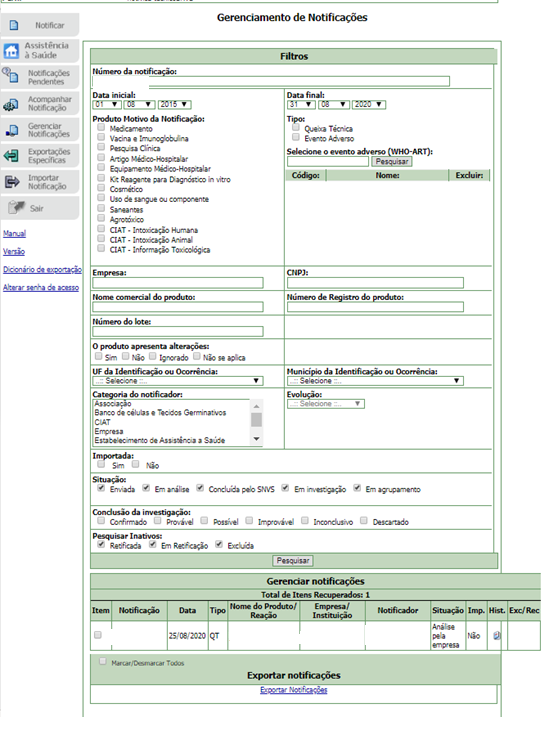 Gerenciamento de Notificações
Notificar
Assistência
à Saúde
Notificações
Pendentes
Acompanhar
Notificação
Gerenciar
Notificações
Exportações
Específicas
Importar
Notificação
Sair
Manual
Versão
Dicionário de exportação
Alterar senha de acesso
Filtros
Número da notificação:
Data inicial:
01 08 2015
Data final:
31 08 2020
Produto Motivo da Notificação:
Medicamento
Vacina e Imunoglobulina
Pesquisa Clínica
Artigo Médico-Hospitalar
Equipamento Médico-Hospitalar
Kit Reagente para Diagnóstico in vitro
Cosmético
Uso de sangue ou componente
Saneantes
Agrotóxico
CIAT - Intoxicação Humana
CIAT - Intoxicação Animal
CIAT - Informação Toxicológica
Tipo:
Queixa Técnica
Evento Adverso
Selecione o evento adverso (WHO-ART):
Pesquisar
Código: Nome: Excluir:
Empresa:
CNPJ:
Nome comercial do produto:
Número de Registro do produto:
Número do lote:
O produto apresenta alterações:
Sim Não Ignorado Não se aplica
UF da Identificação ou Ocorrência:
..:: Selecione ::..
Município da Identificação ou Ocorrência:
..:: Selecione ::..
Categoria do notificador:
Associação
Banco de células e Tecidos Germinativos
CIAT
Empresa
Estabelecimento de Assistência a Saúde
Evolução:
..:: Selecione ::..
Importada:
Sim Não
Situação:
Enviada Em análise Concluída pelo SNVS Em investigação Em agrupamento
Conclusão da investigação:
Confirmado Provável Possível Improvável Inconclusivo Descartado
Pesquisar Inativos:
Retificada Em Retificação Excluída
Pesquisar
Gerenciar notificações
Total de Itens Recuperados: 1
Item Notificação Data Tipo Nome do Produto/ Reação Empresa/ Instituição Notificador Situação Imp. Hist. Exc/Rec
25/08/2020 QT Análise pela empresa Não
Marcar/Desmarcar Todos
Exportar notificações
Exportar Notificações